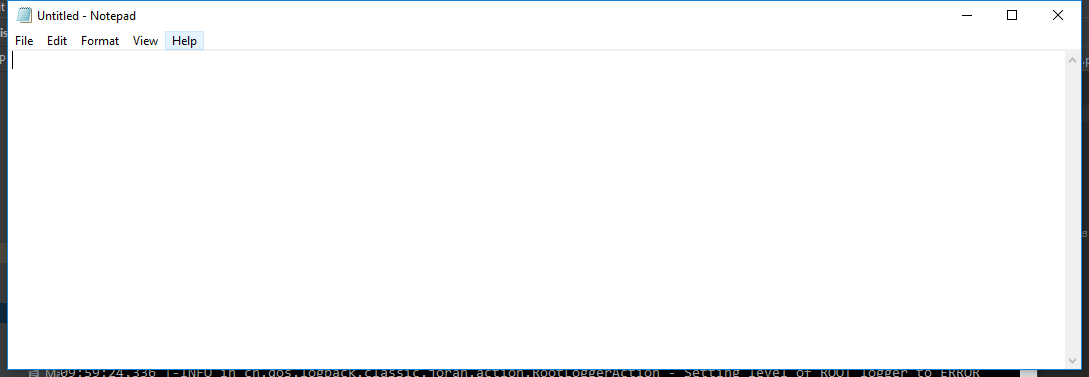 Untitled - Notepad
File Edit Format View Help
09:59:24.336 |-INFO in ch.qos.logback.classic.joran.action.RootLoggerAction - Setting level of ROOT logger to ERROR